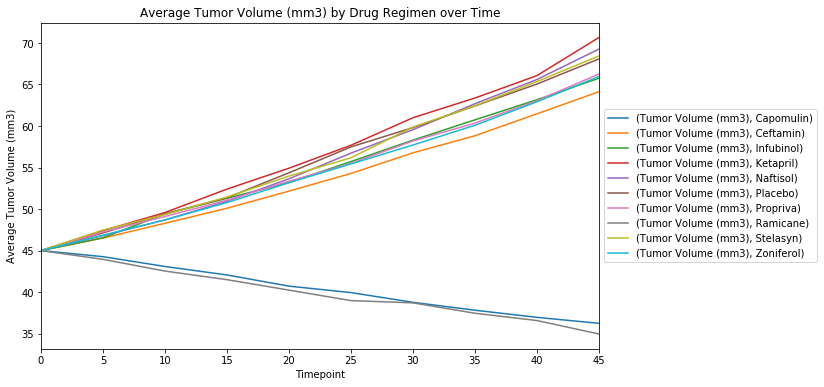 Average Tumor Volume (mm3) by Drug Regimen over Time
Average Tumor Volume (mm3)
70
65
60
55
50
45
40
35
0 5 10 15 20 25 30 35 40 45
Timepoint
(Tumor Volume (mm3), Capomulin)
(Tumor Volume (mm3), Ceftamin)
(Tumor Volume (mm3), Infubinol)
(Tumor Volume (mm3), Ketapril)
(Tumor Volume (mm3), Naftisol)
(Tumor Volume (mm3), Placebo)
(Tumor Volume (mm3), Propriva)
(Tumor Volume (mm3), Ramicane)
(Tumor Volume (mm3), Stelasyn)
(Tumor Volume (mm3), Zoniferol)